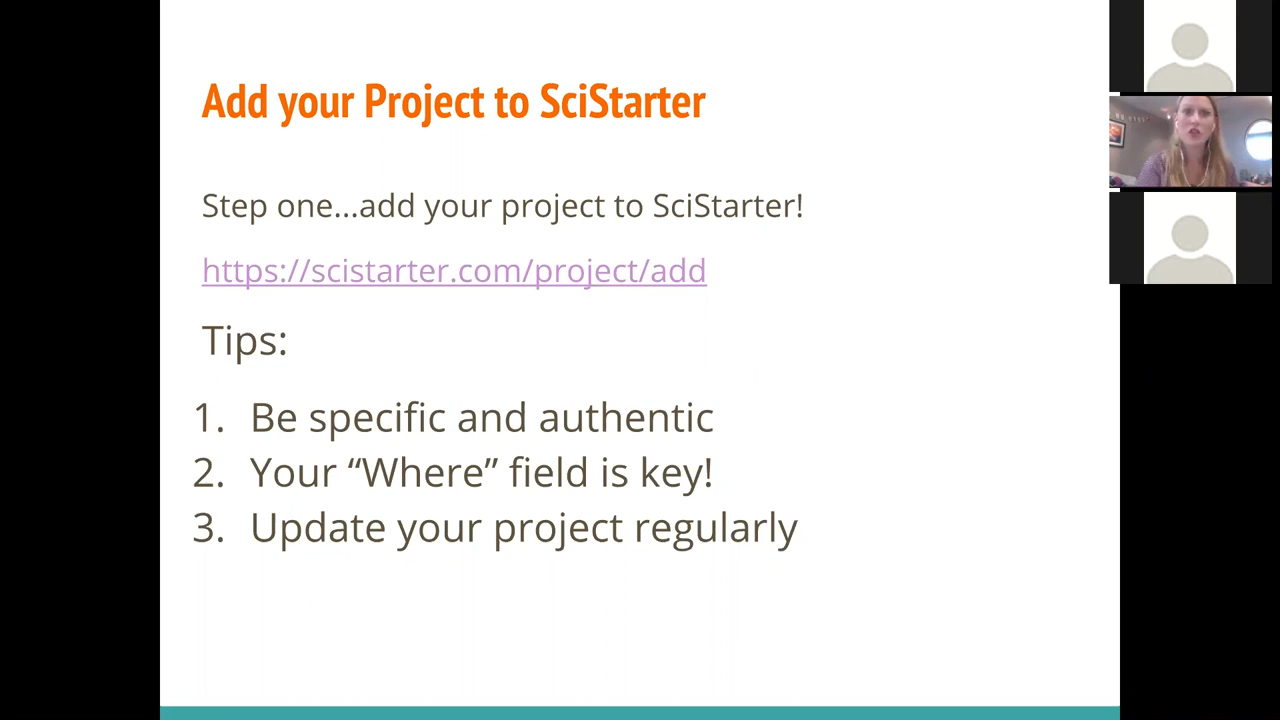 Add your Project to SciStarter
Step one...add your project to SciStarter!
https://scistarter.com/project/add
Tips:
1. Be specific and authentic
2. Your “Where” field is key!
3. Update your project regularly